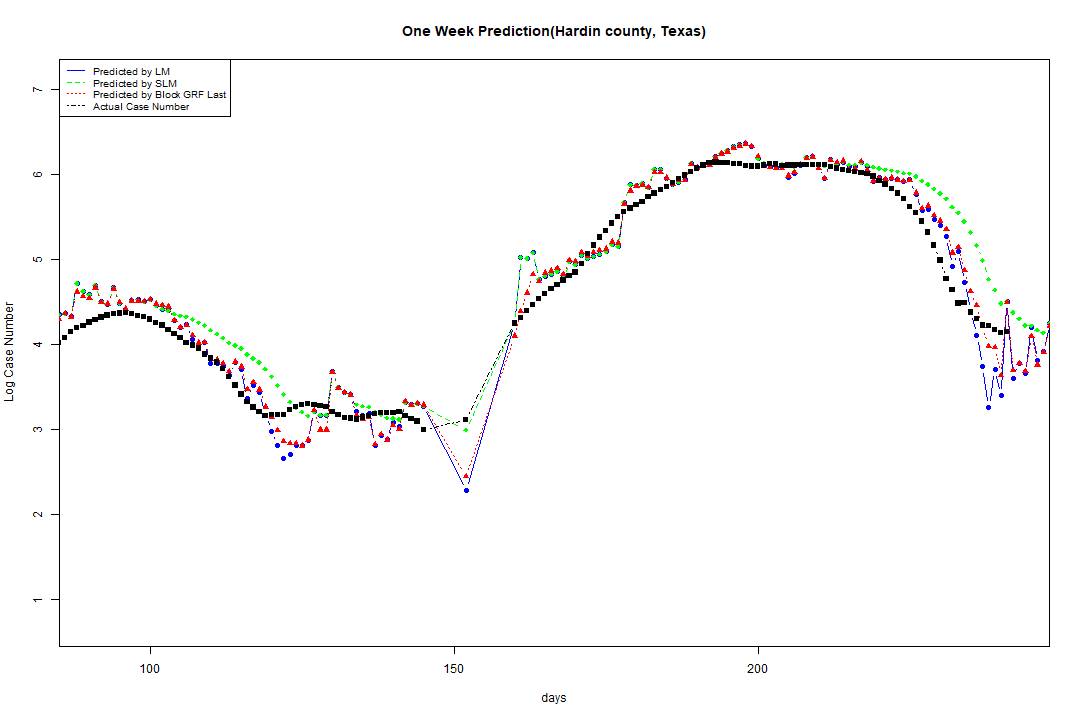 One Week Prediction(Hardin county, Texas)
Predicted by LM
Predicted by SLM
Predicted by Block GRF Last
Actual Case Number
7
6
5
4
3
2
1
Log Case Number
100 150 200
days